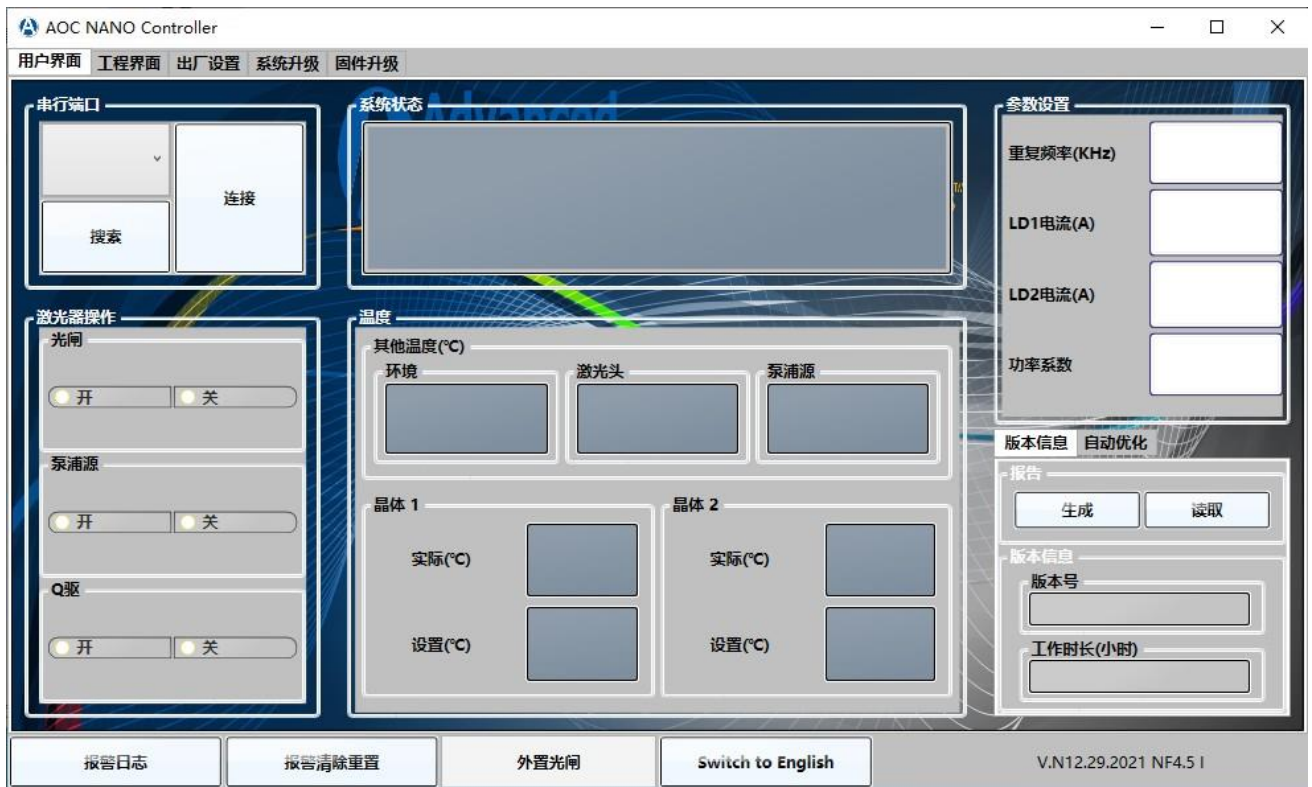 AOC NANO Controller
用户界面 工程界面 出厂设置 系统升级 固件升级
串行端口
连接
搜索
系统状态
Advanced
参数设置
重复频率(KHz)
LD1电流(A)
LD2电流(A)
功率系数
激光器操作
光闸
开 关
泵浦源
开 关
Q驱
开 关
温度
其他温度(℃)
环境 激光头 泵浦源
晶体 1
实际(℃)
设置(℃)
晶体 2
实际(℃)
设置(℃)
版本信息 自动优化
报告
生成 读取
版本信息
版本号
工作时长(小时)
报警日志 报警清除重置 外置光闸 Switch to English V.N12.29.2021 NF4.5 I